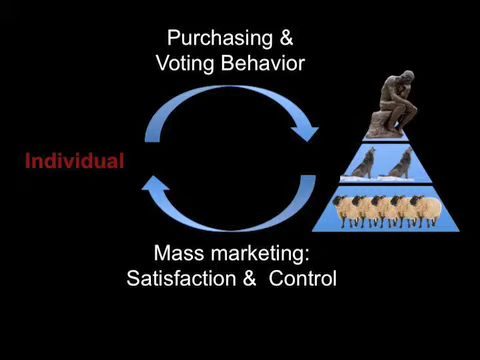 Purchasing &
Voting Behavior
Individual
Mass marketing:
Satisfaction & Control